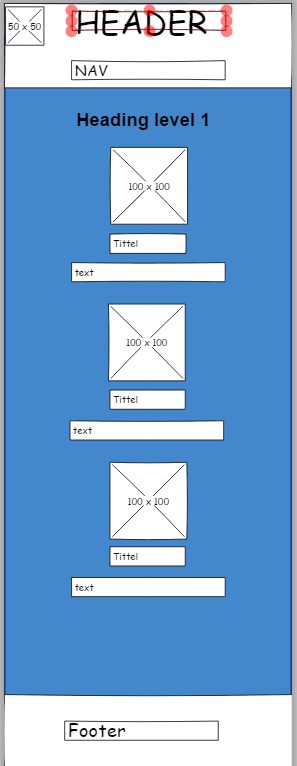 50 x 50
HEADER
NAV
Heading level 1
100 x 100
Tittel
text
100 x 100
Tittel
text
100 x 100
Tittel
text
Footer